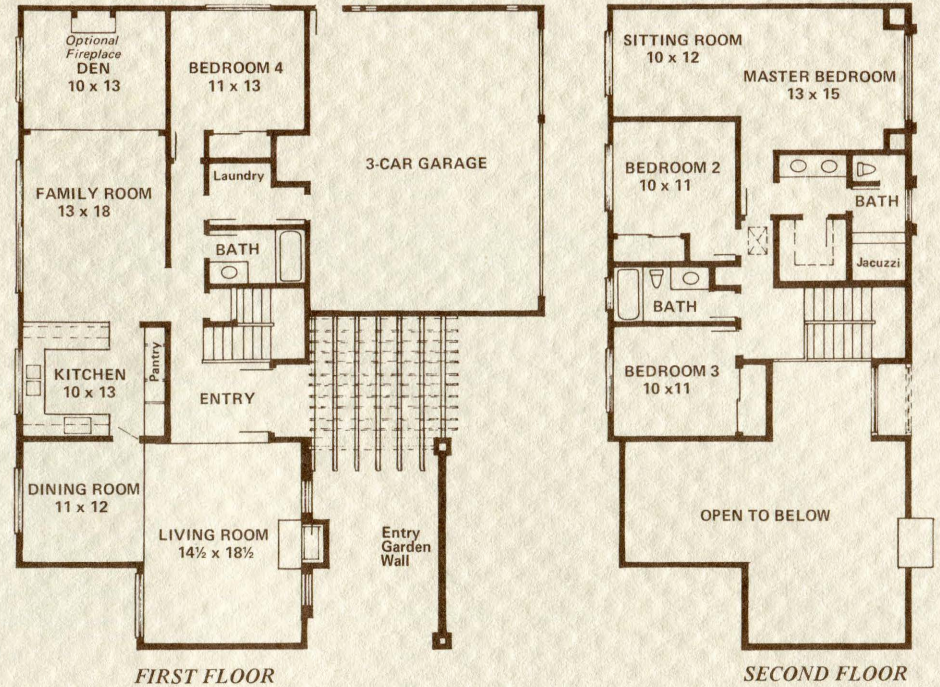 Optional
Fireplace
DEN
10 x 13
BEDROOM 4
11 x 13
3-CAR GARAGE
Laundry
FAMILY ROOM
13 x 18
BATH
KITCHEN
10 x 13
Pantry
ENTRY
DINING ROOM
11 x 12
LIVING ROOM
14½ x 18½
Entry
Garden
Wall
FIRST FLOOR
SITTING ROOM
10 x 12
MASTER BEDROOM
13 x 15
BEDROOM 2
10 x 11
BATH
Jacuzzi
BATH
BEDROOM 3
10 x11
OPEN TO BELOW
SECOND FLOOR